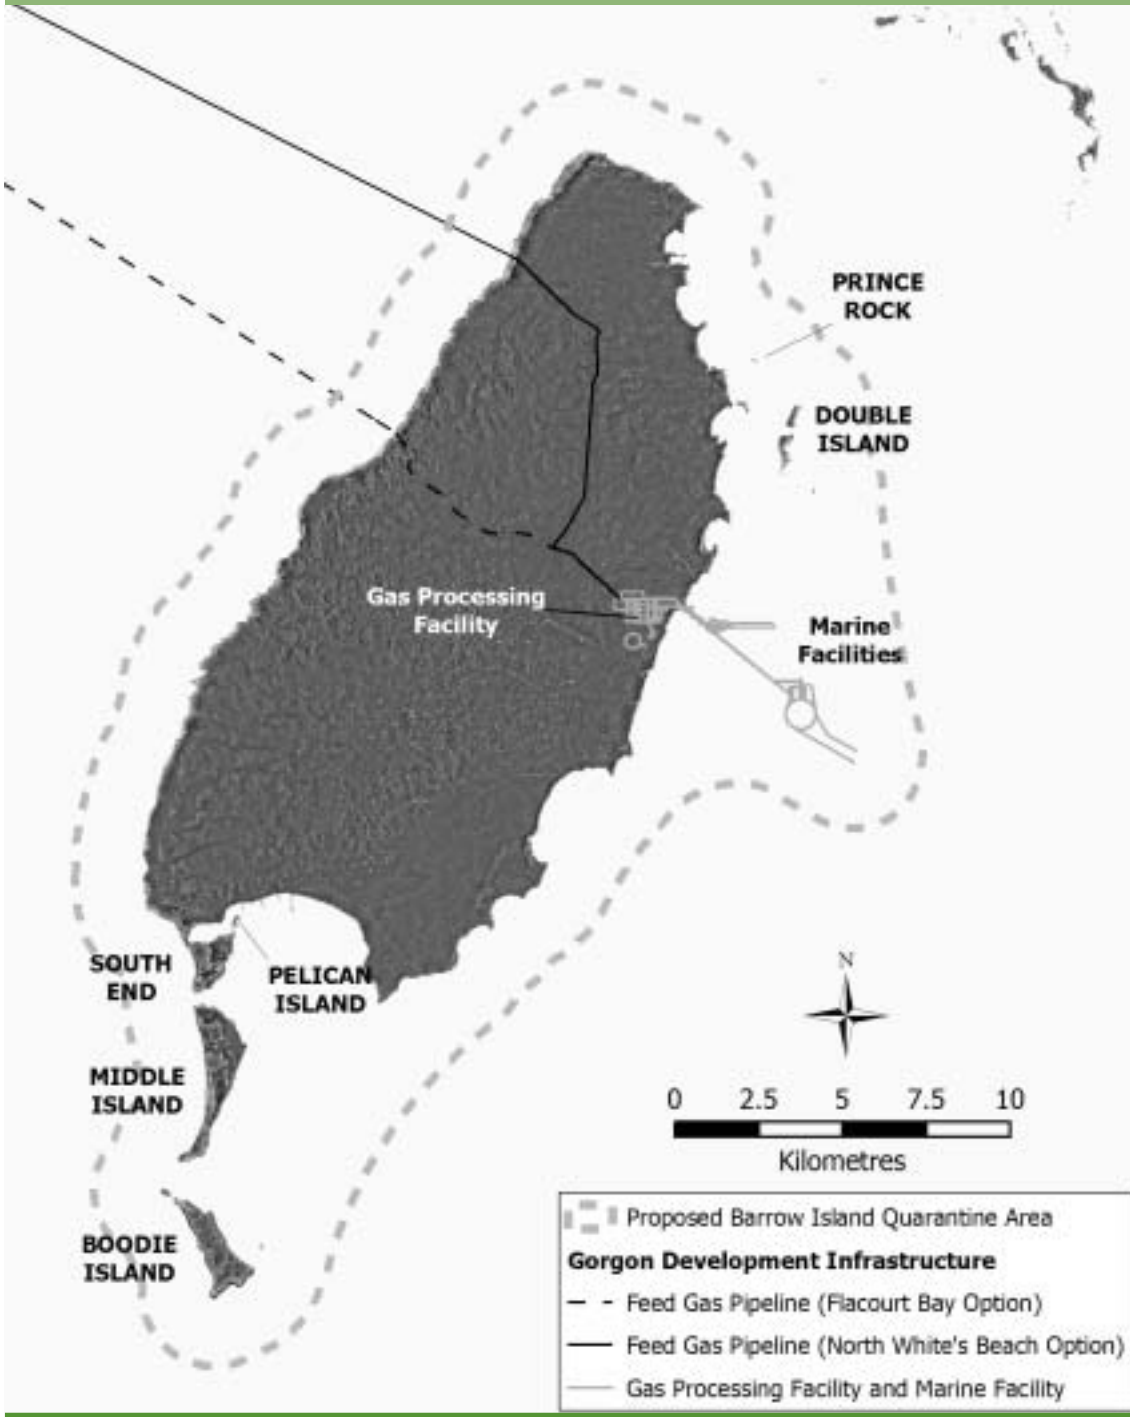 PRINCE
ROCK
DOUBLE
ISLAND
Gas Processing
Facility
Marine
Facilities
SOUTH
END
PELICAN
ISLAND
N
MIDDLE
ISLAND
0 2.5 5 7.5 10
Kilometres
BOODIE
ISLAND
Proposed Barrow Island Quarantine Area
Gorgon Development Infrastructure
Feed Gas Pipeline (Flacourt Bay Option)
Feed Gas Pipeline (North White's Beach Option)
Gas Processing Facility and Marine Facility